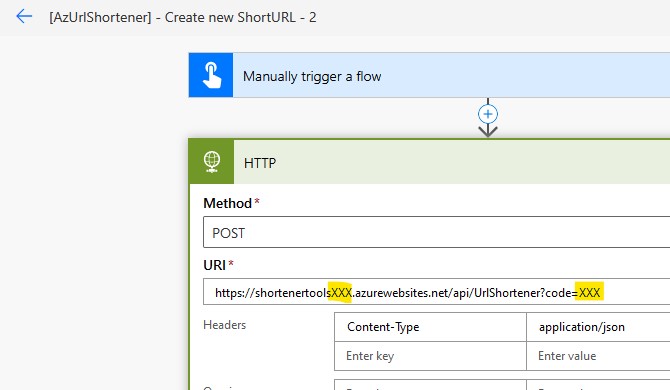 [AzUrlShortener] - Create new ShortURL - 2
Manually trigger a flow
HTTP
Method*
POST
URI*
https://shortenertoolsXXX.azurewebsites.net/api/UrlShortener?code=XXX
Headers Content-Type application/json
Enter key Enter value